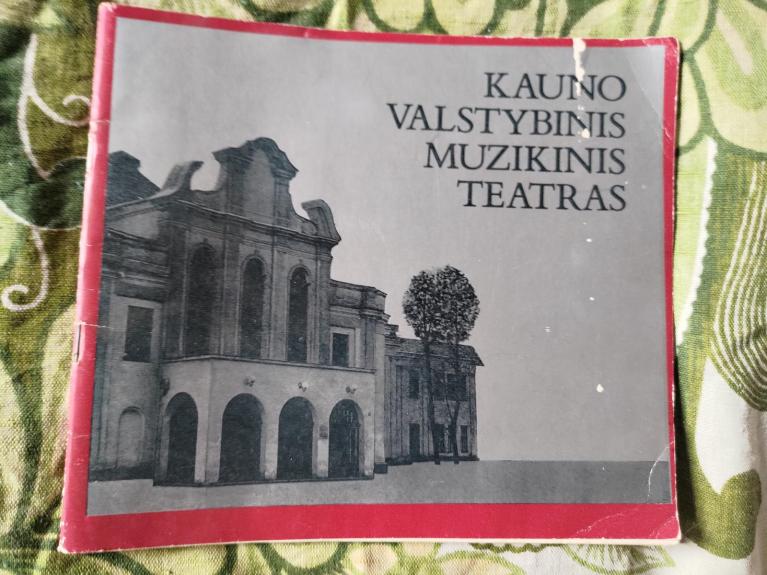 KAUNO
VALSTYBINIS
MUZIKINIS
TEATRAS